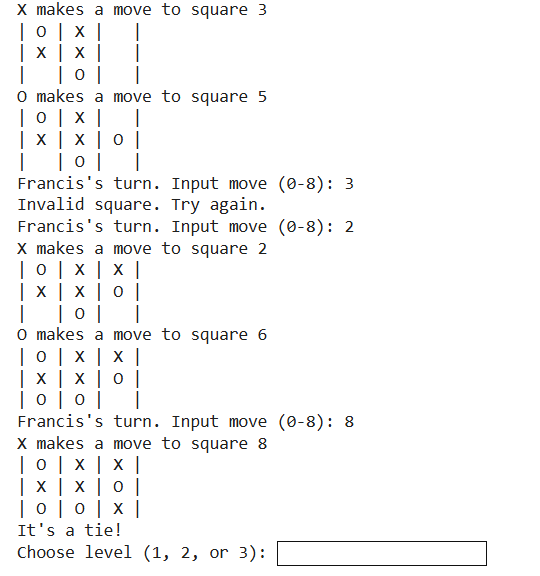 X makes a move to square 3
| O | X |   |
| X | X |   |
|   | O |   |
O makes a move to square 5
| O | X |   |
| X | X | O |
|   | O |   |
Francis's turn. Input move (0-8): 3
Invalid square. Try again.
Francis's turn. Input move (0-8): 2
X makes a move to square 2
| O | X | X |
| X | X | O |
|   | O |   |
O makes a move to square 6
| O | X | X |
| X | X | O |
| O | O |   |
Francis's turn. Input move (0-8): 8
X makes a move to square 8
| O | X | X |
| X | X | O |
| O | O | X |
It's a tie!
Choose level (1, 2, or 3):